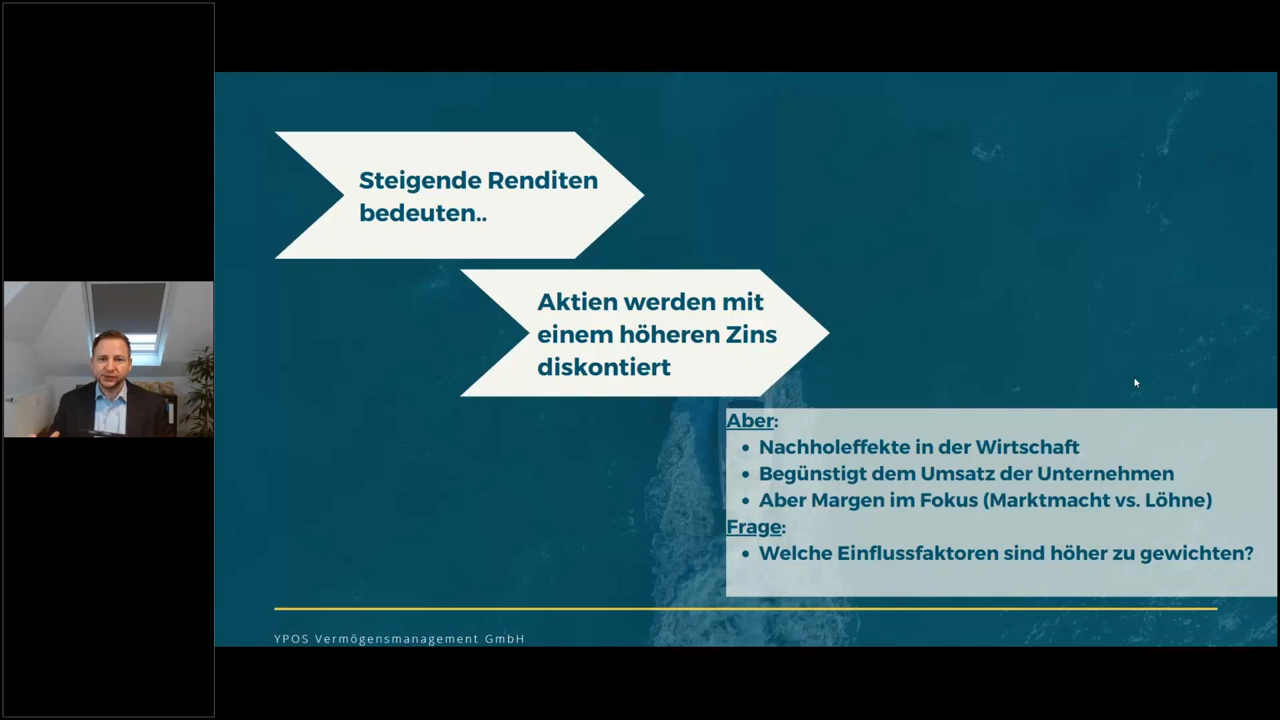 Steigende Renditen
bedeuten..
Aktien werden mit
einem höheren Zins
diskontiert
Aber:
• Nachholeffekte in der Wirtschaft
• Begünstigt dem Umsatz der Unternehmen
• Aber Margen im Fokus (Marktmacht vs. Löhne)
Frage:
• Welche Einflussfaktoren sind höher zu gewichten?
YPOS Vermögensmanagement GmbH